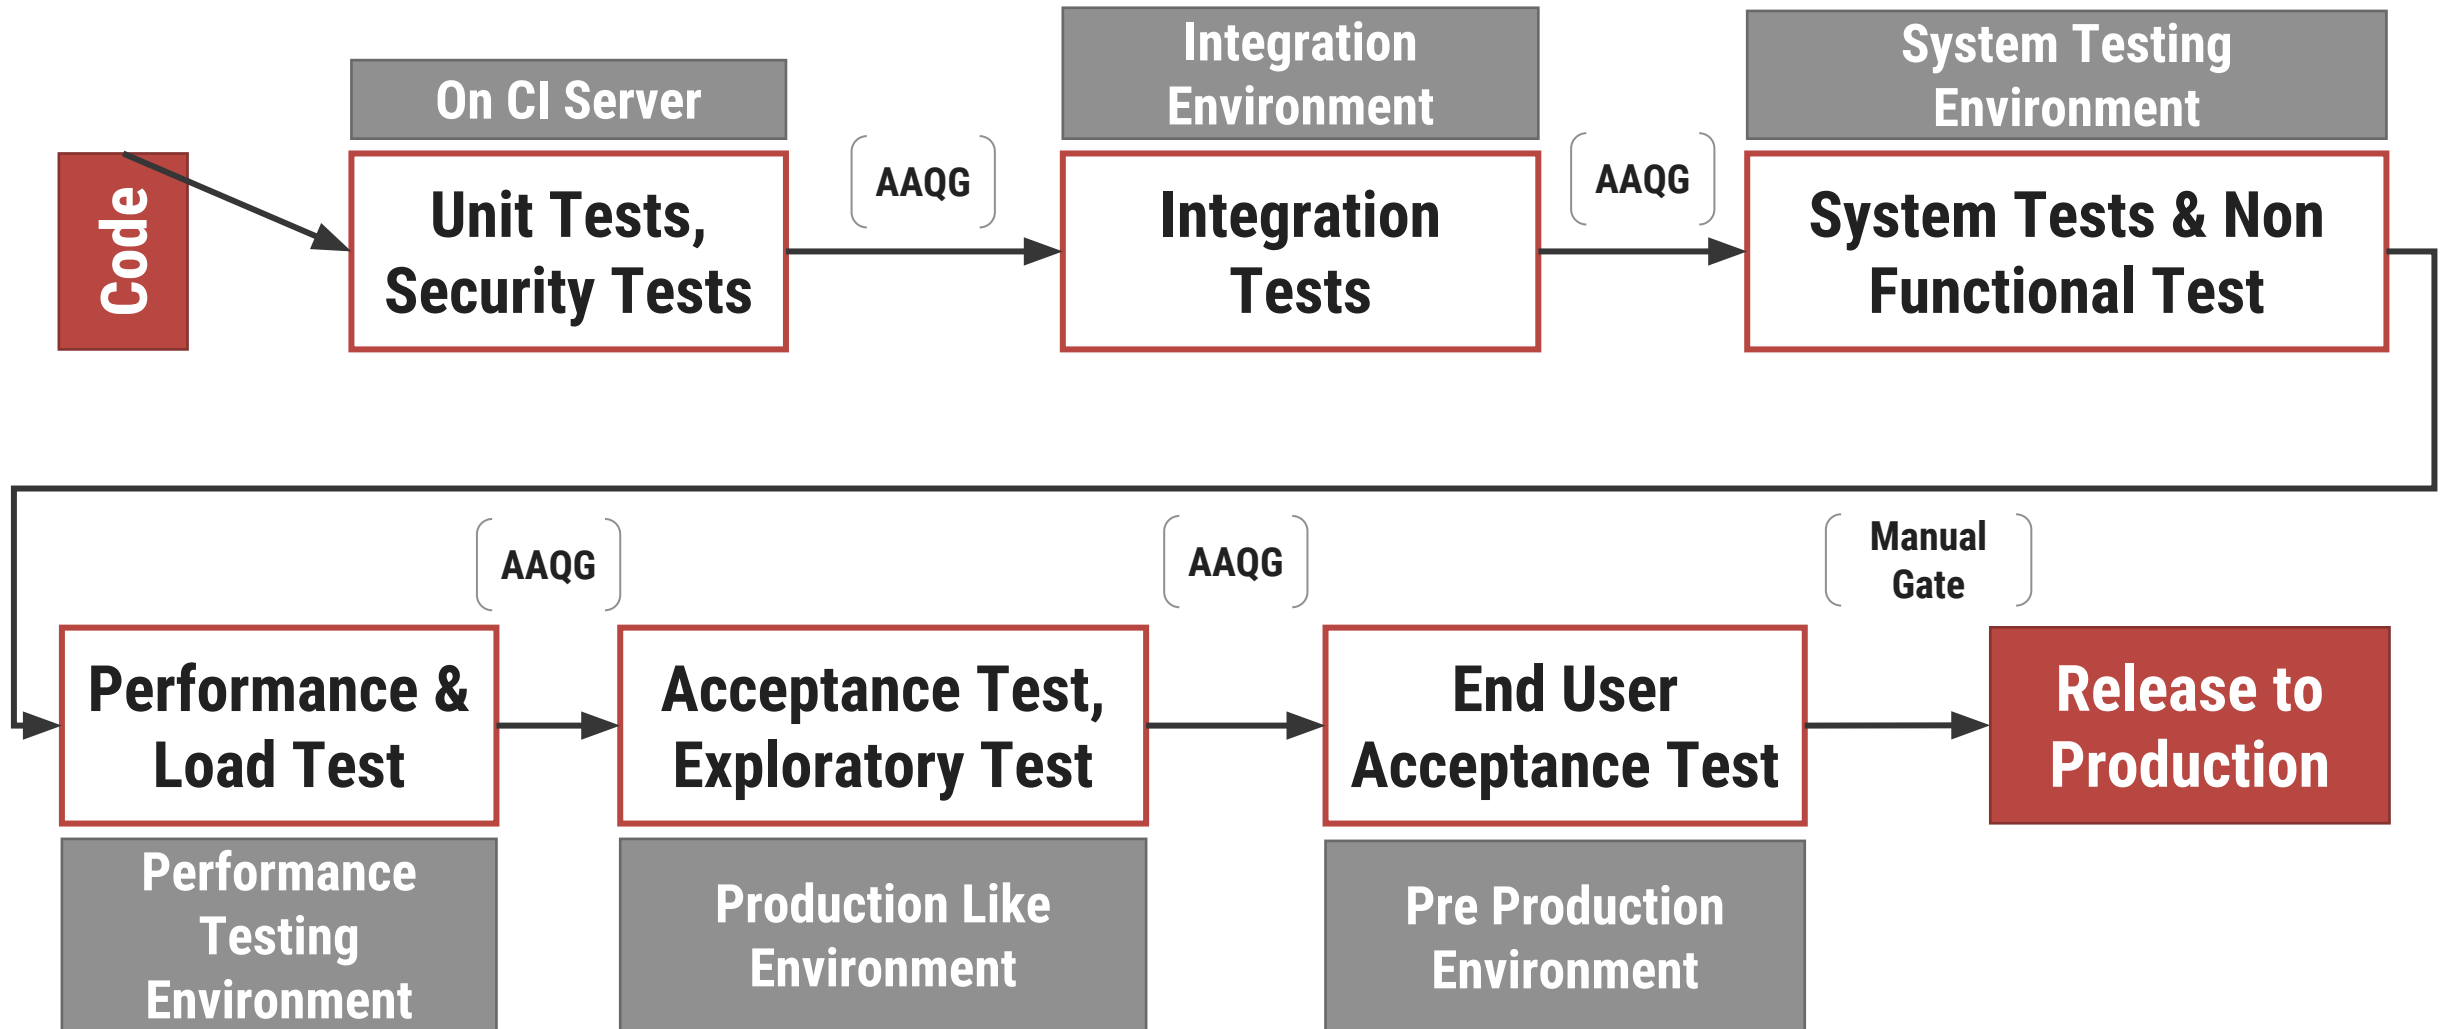 On CI Server
Integration
Environment
System Testing
Environment
Code
Unit Tests,
Security Tests
AAQG
Integration
Tests
AAQG
System Tests & Non
Functional Test
AAQG
AAQG
Manual
Gate
Performance &
Load Test
Acceptance Test,
Exploratory Test
End User
Acceptance Test
Release to
Production
Performance
Testing
Environment
Production Like
Environment
Pre Production
Environment